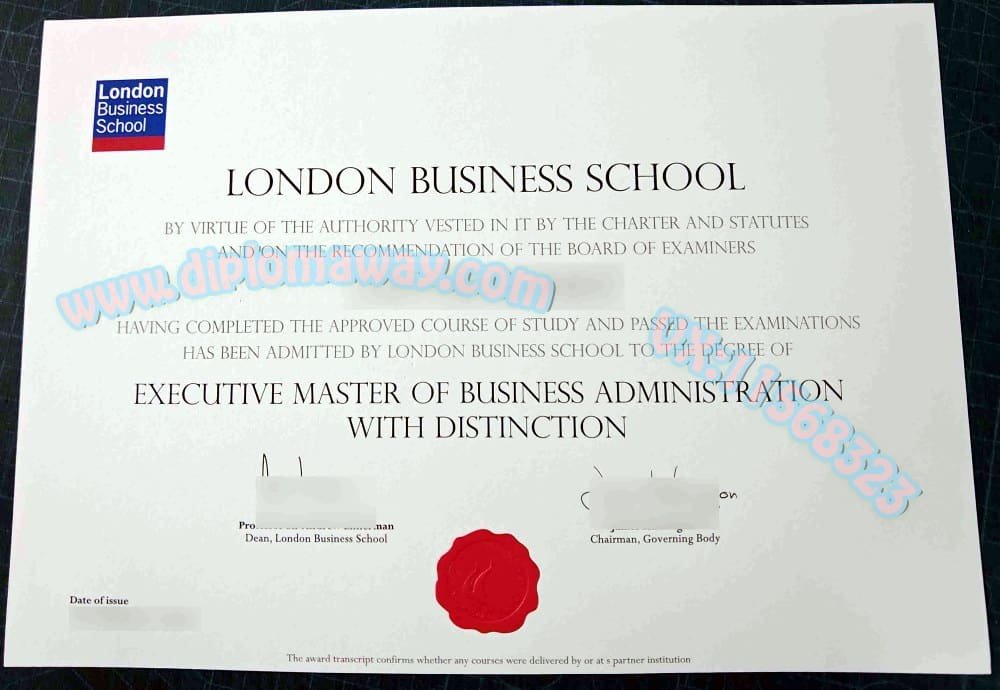 London
Business
School
LONDON BUSINESS SCHOOL
BY VIRTUE OF THE AUTHORITY VESTED IN IT BY THE CHARTER AND STATUTES
AND ON THE RECOMMENDATION OF THE BOARD OF EXAMINERS
www.diplomaway.com
HAVING COMPLETED THE APPROVED COURSE OF STUDY AND PASSED THE EXAMINATIONS
HAS BEEN ADMITTED BY LONDON BUSINESS SCHOOL TO THE DEGREE OF
EXECUTIVE MASTER OF BUSINESS ADMINISTRATION
WITH DISTINCTION
Dean, London Business School
Chairman, Governing Body
Date of issue
The award transcript confirms whether any courses were delivered by or at s partner institution